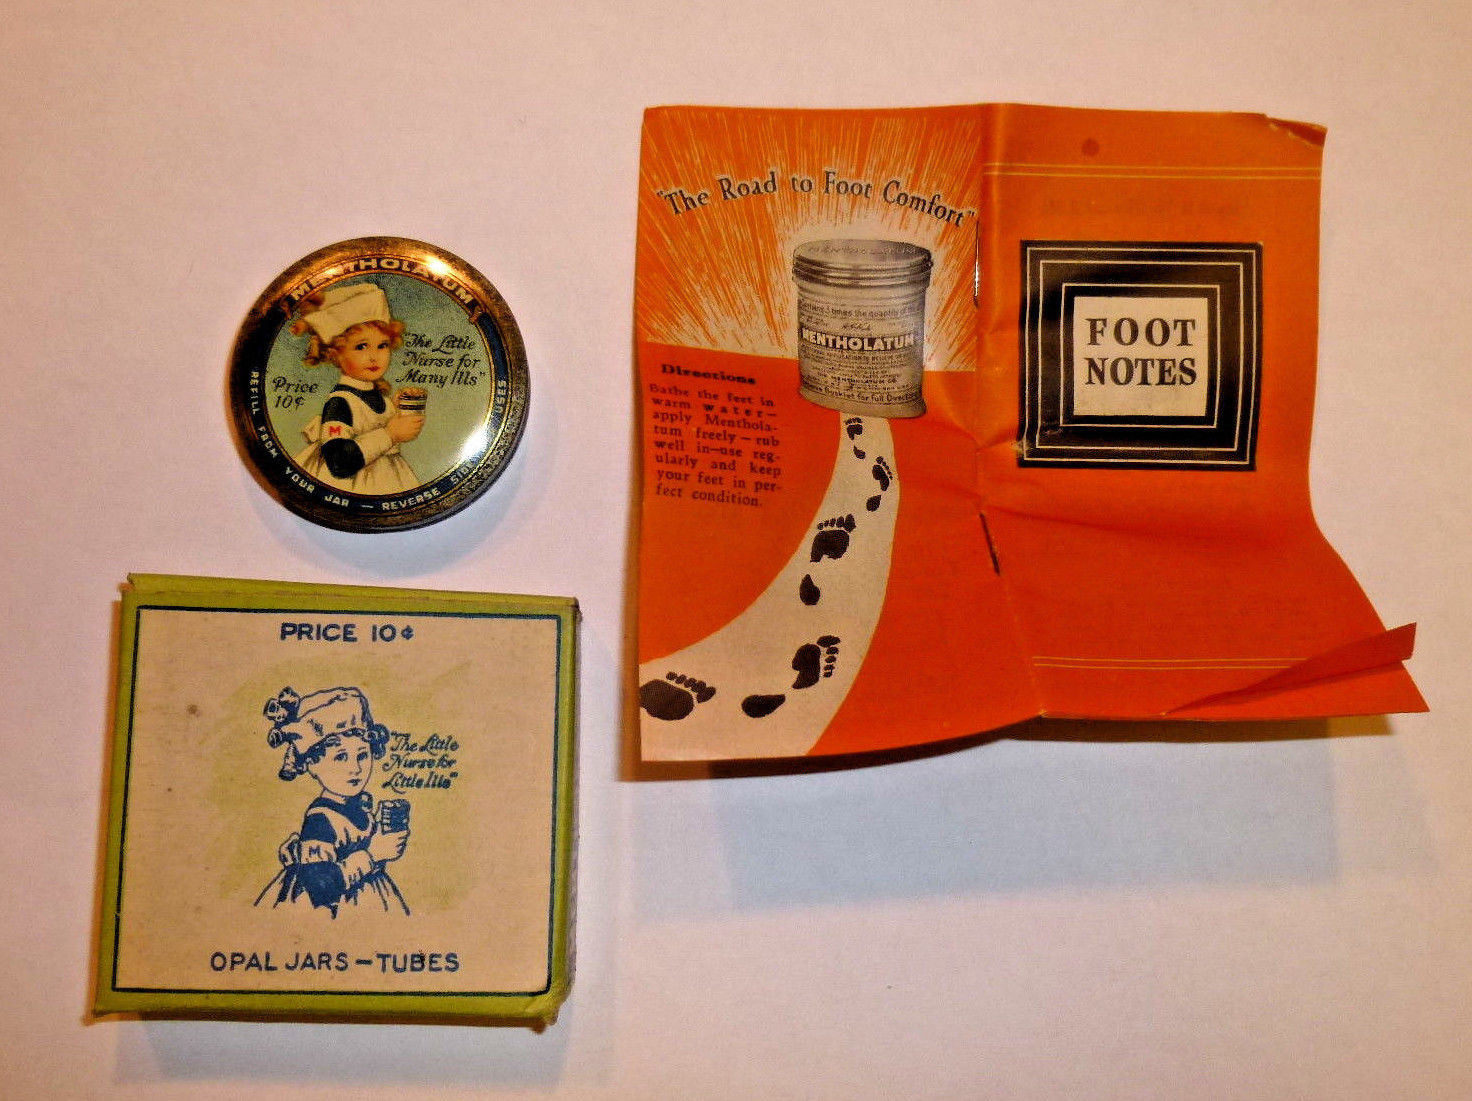 MENTHOLATUM
"The Little
Nurse for
Many Ills"
Price
10¢
REFILL FROM YOUR JAR — REVERSE SIDE
PRICE 10¢
"The Little
Nurse for
Little Ills"
M
M
OPAL JARS – TUBES
"The Road to Foot Comfort"
MENTHOLATUM
Directions
Bathe the feet in
warm water—
apply Menthola-
tum freely — rub
well in—use reg-
ularly and keep
your feet in per-
fect condition.
FOOT
NOTES